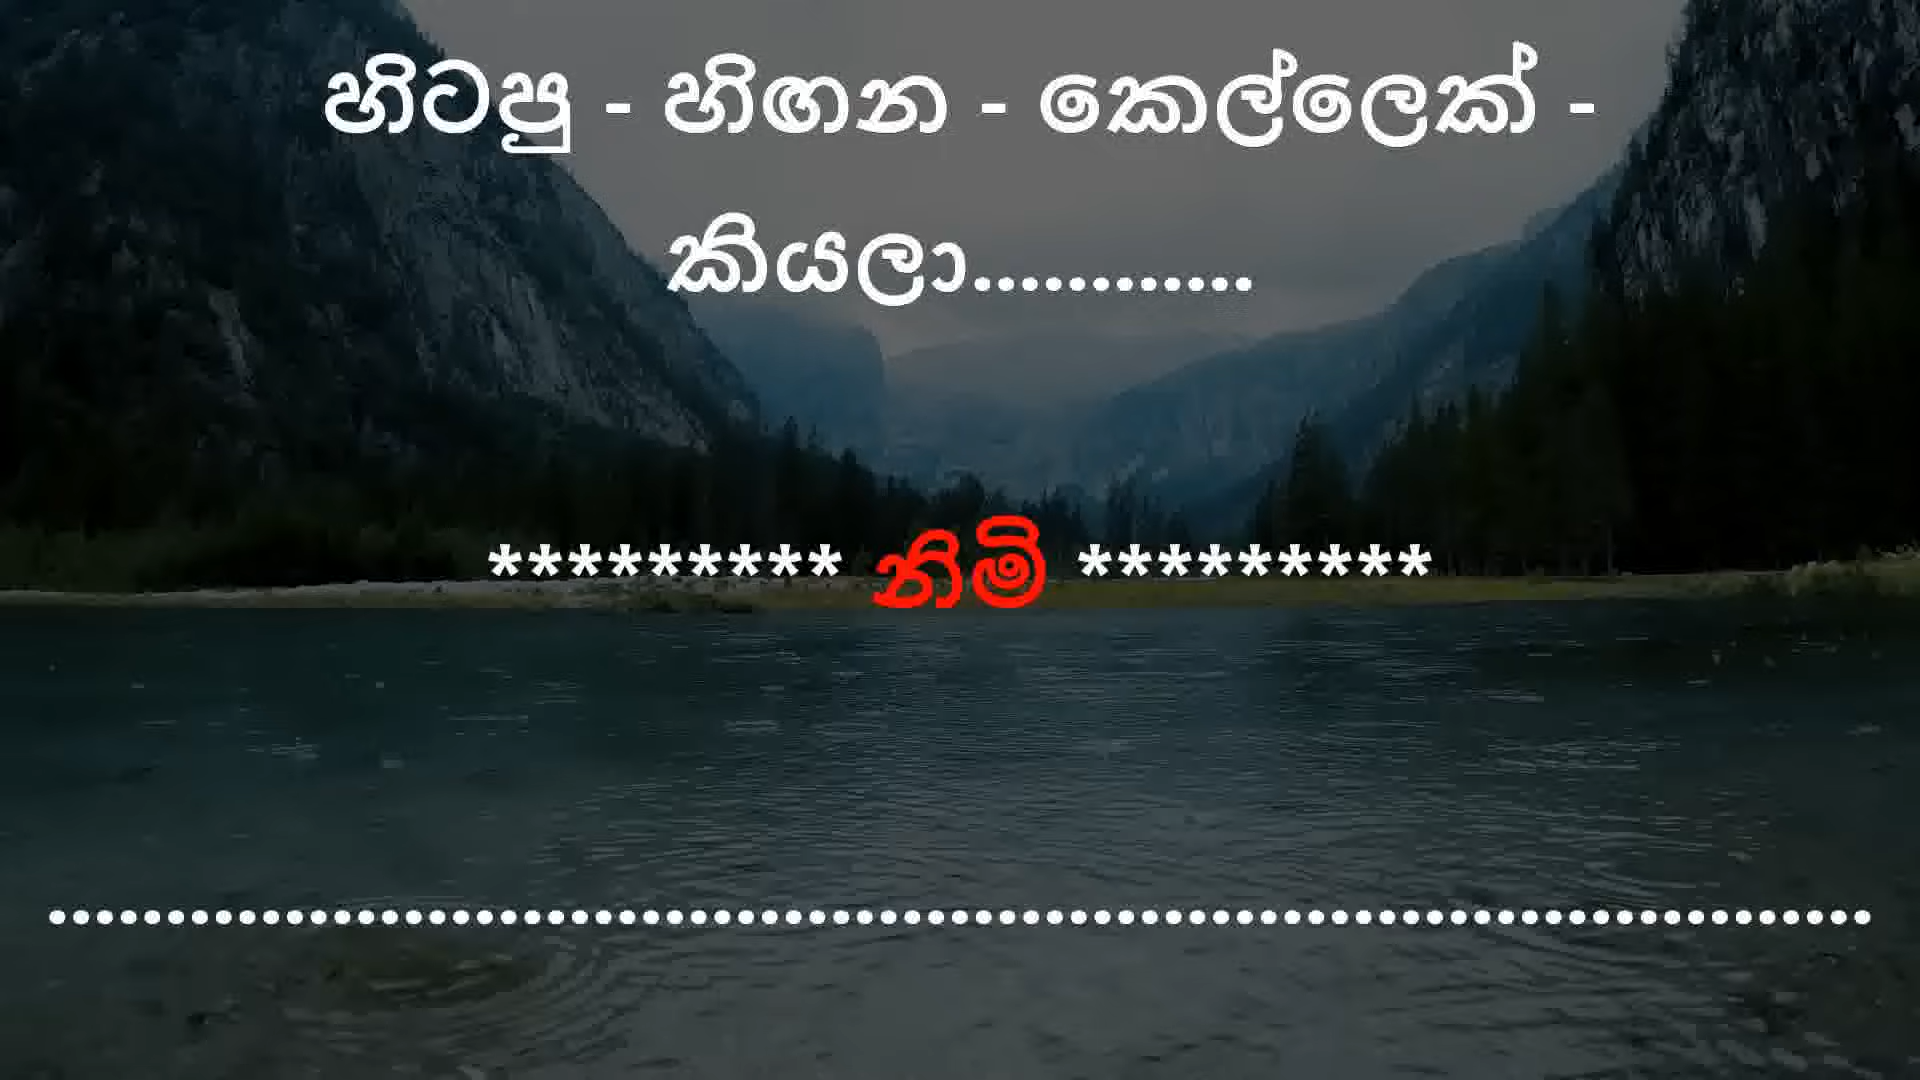 හිටපු - හිඟන - කෙල්ලෙක් -
කියලා............
********* නිමි *********
.............................................................................